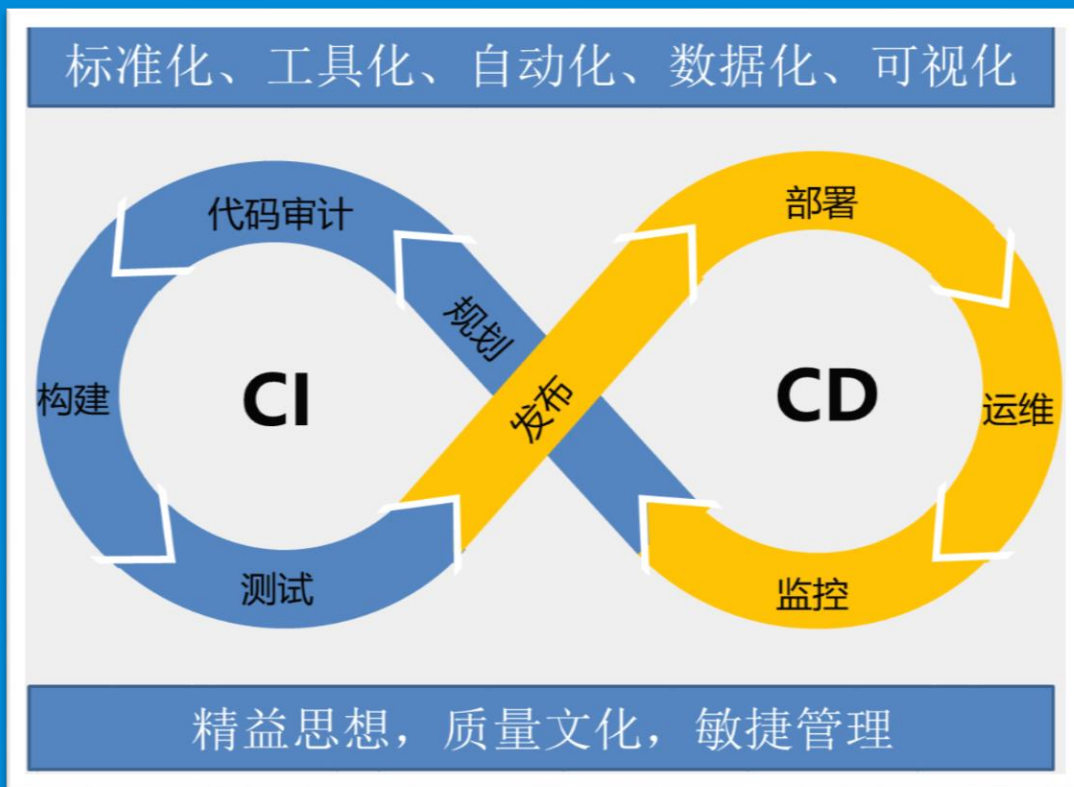 标准化、工具化、自动化、数据化、可视化
代码审计
部署
规划
构建
CI
发布
CD
运维
测试
监控
精益思想，质量文化，敏捷管理